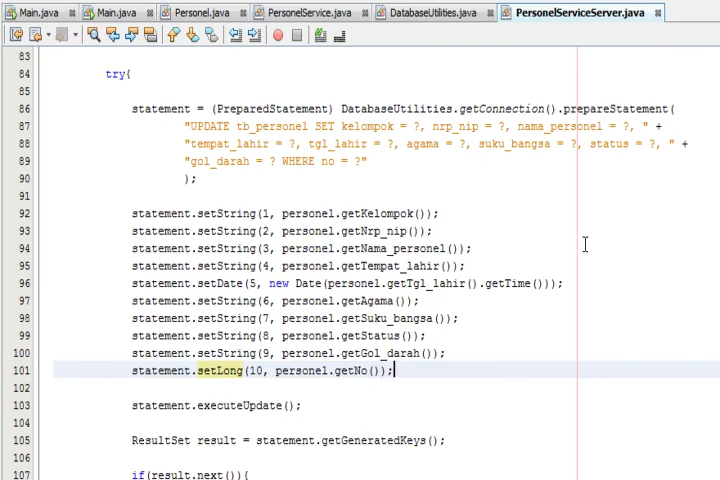 Main.java Main.java Personel.java PersonelService.java DatabaseUtilities.java PersonelServiceServer.java
83
84 try{
85
86 statement = (PreparedStatement) DatabaseUtilities.getConnection().prepareStatement(
87 "UPDATE tb_personel SET kelompok = ?, nrp_nip = ?, nama_personel = ?, " +
88 "tempat_lahir = ?, tgl_lahir = ?, agama = ?, suku_bangsa = ?, status = ?, " +
89 "gol_darah = ? WHERE no = ?"
90 );
91
92 statement.setString(1, personel.getKelompok());
93 statement.setString(2, personel.getNrp_nip());
94 statement.setString(3, personel.getNama_personel());
95 statement.setString(4, personel.getTempat_lahir());
96 statement.setDate(5, new Date(personel.getTgl_lahir().getTime()));
97 statement.setString(6, personel.getAgama());
98 statement.setString(7, personel.getSuku_bangsa());
99 statement.setString(8, personel.getStatus());
100 statement.setString(9, personel.getGol_darah());
101 statement.setLong(10, personel.getNo());
102
103 statement.executeUpdate();
104
105 ResultSet result = statement.getGeneratedKeys();
106
107 if(result.next()){